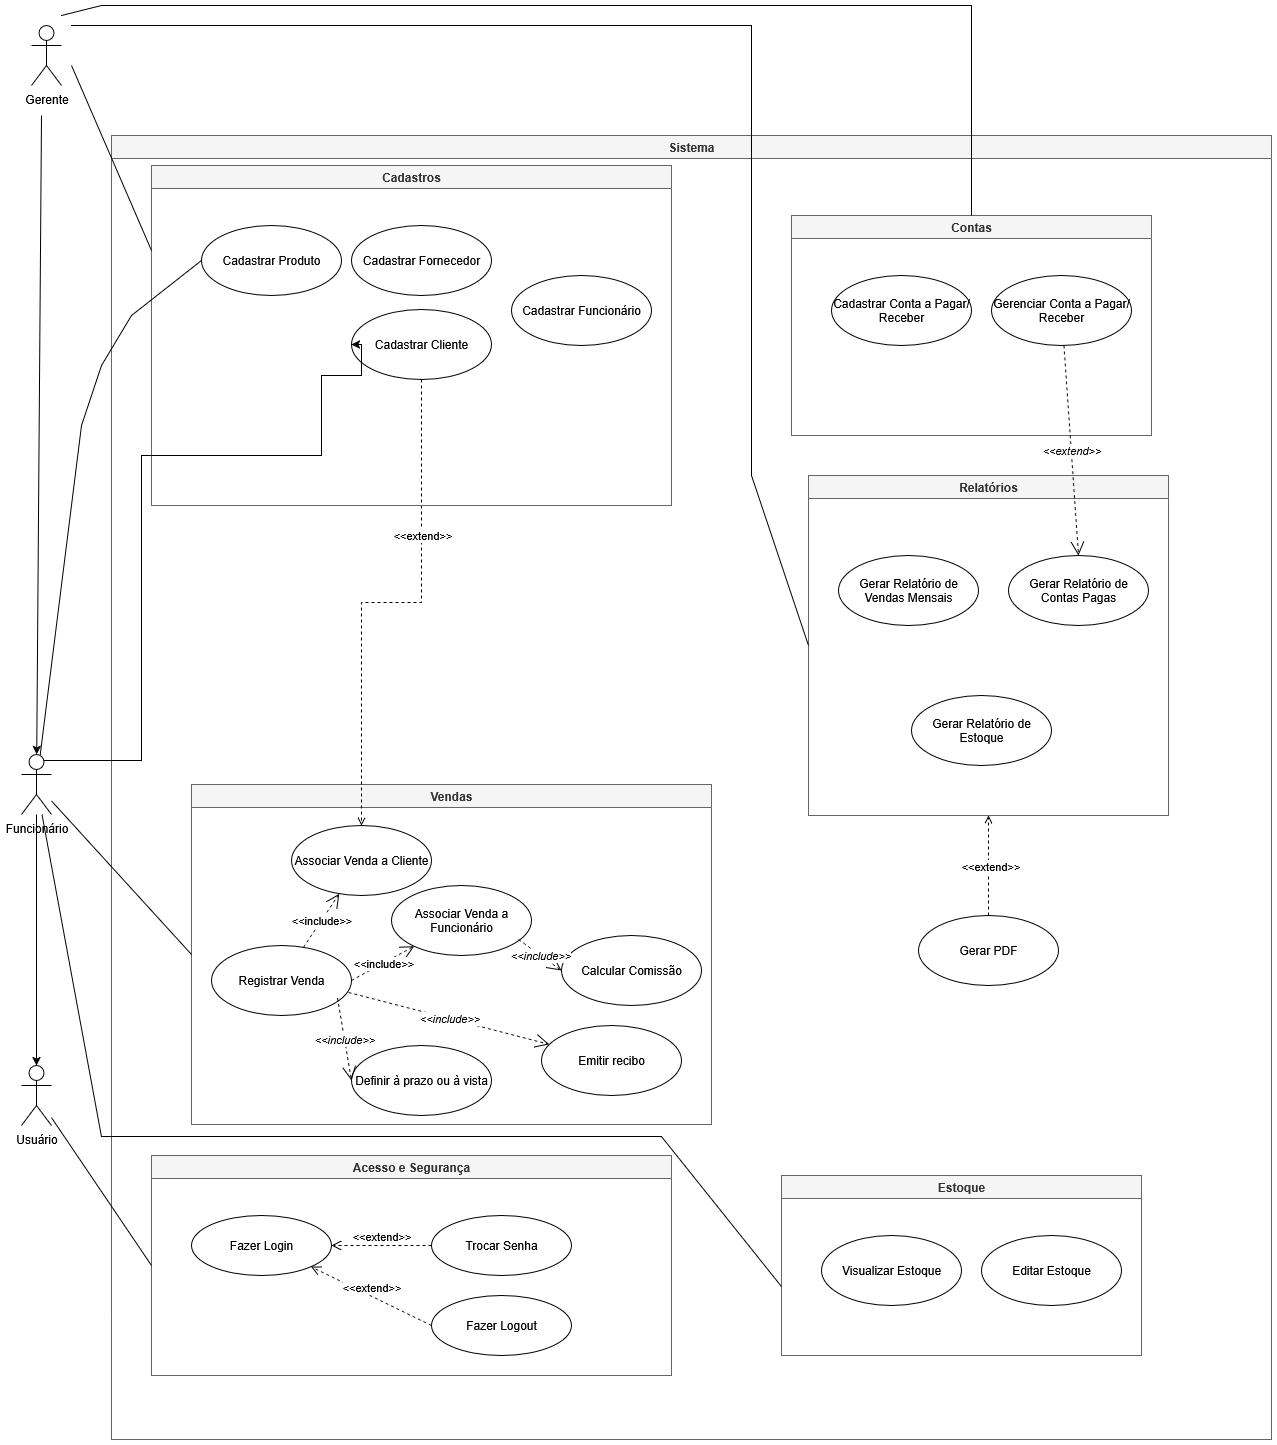 Gerente
Sistema
Cadastros
Cadastrar Produto
Cadastrar Fornecedor
Cadastrar Funcionário
Cadastrar Cliente
<<extend>>
Contas
Cadastrar Conta a Pagar/
Receber
Gerenciar Conta a Pagar/
Receber
<<extend>>
Relatórios
Gerar Relatório de
Vendas Mensais
Gerar Relatório de
Contas Pagas
Gerar Relatório de
Estoque
<<extend>>
Gerar PDF
Funcionário
Vendas
Associar Venda a Cliente
<<include>>
Associar Venda a
Funcionário
<<include>>
<<include>>
Calcular Comissão
Registrar Venda
<<include>>
<<include>>
Emitir recibo
Definir à prazo ou à vista
Usuário
Acesso e Segurança
Fazer Login
<<extend>>
Trocar Senha
<<extend>>
Fazer Logout
Estoque
Visualizar Estoque
Editar Estoque